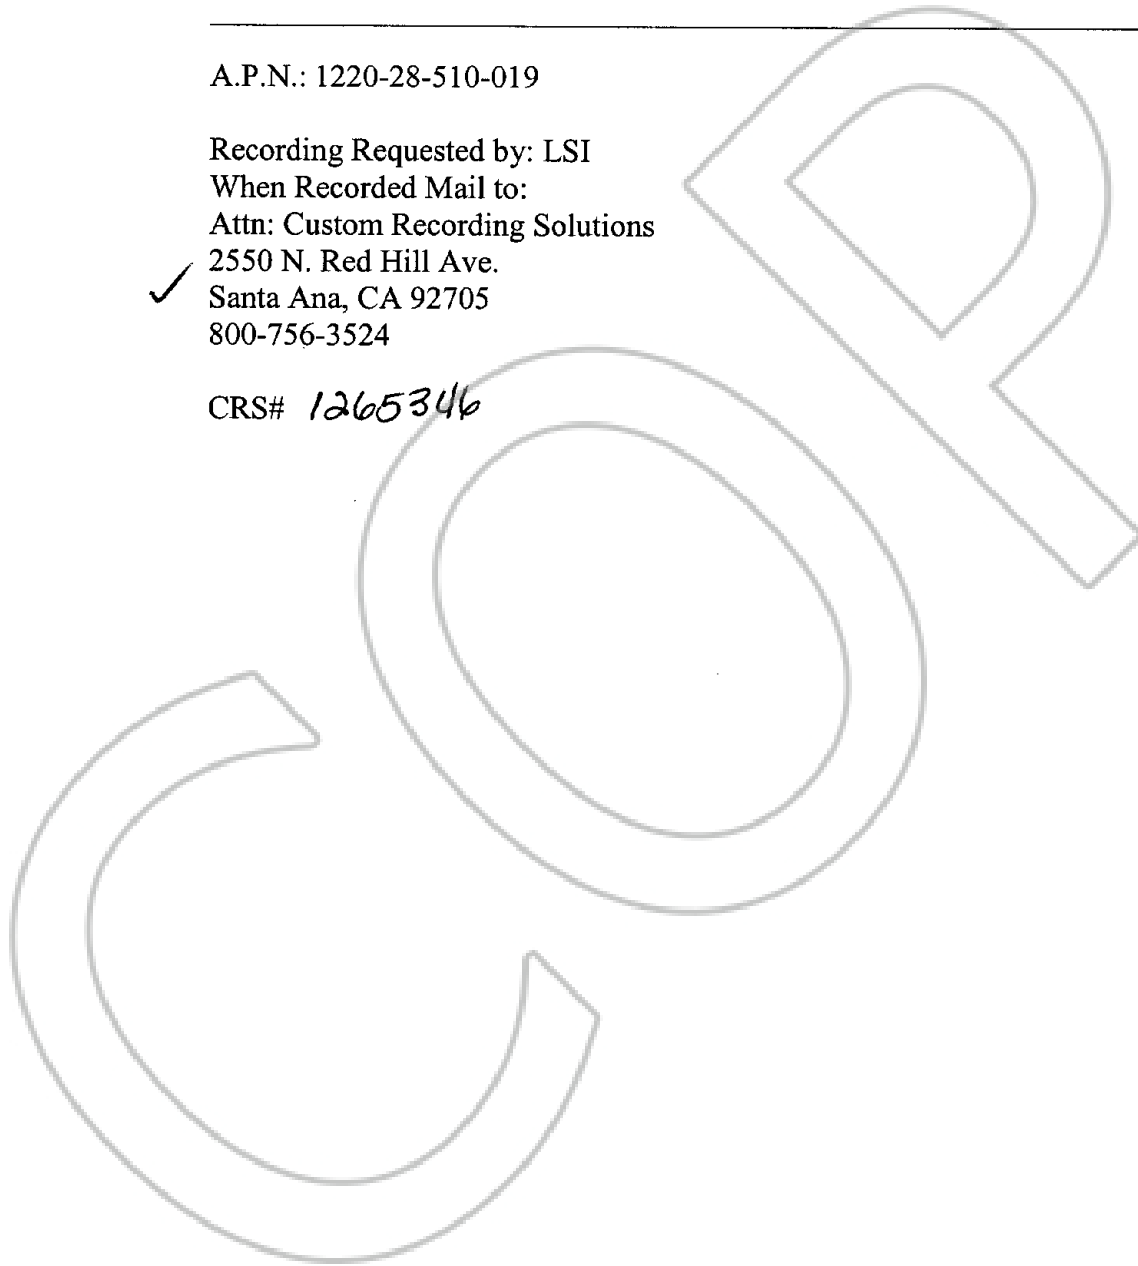 A.P.N.: 1220-28-510-019
Recording Requested by: LSI
When Recorded Mail to:
Attn: Custom Recording Solutions
2550 N. Red Hill Ave.
Santa Ana, CA 92705
800-756-3524
CRS# 1265346
COP